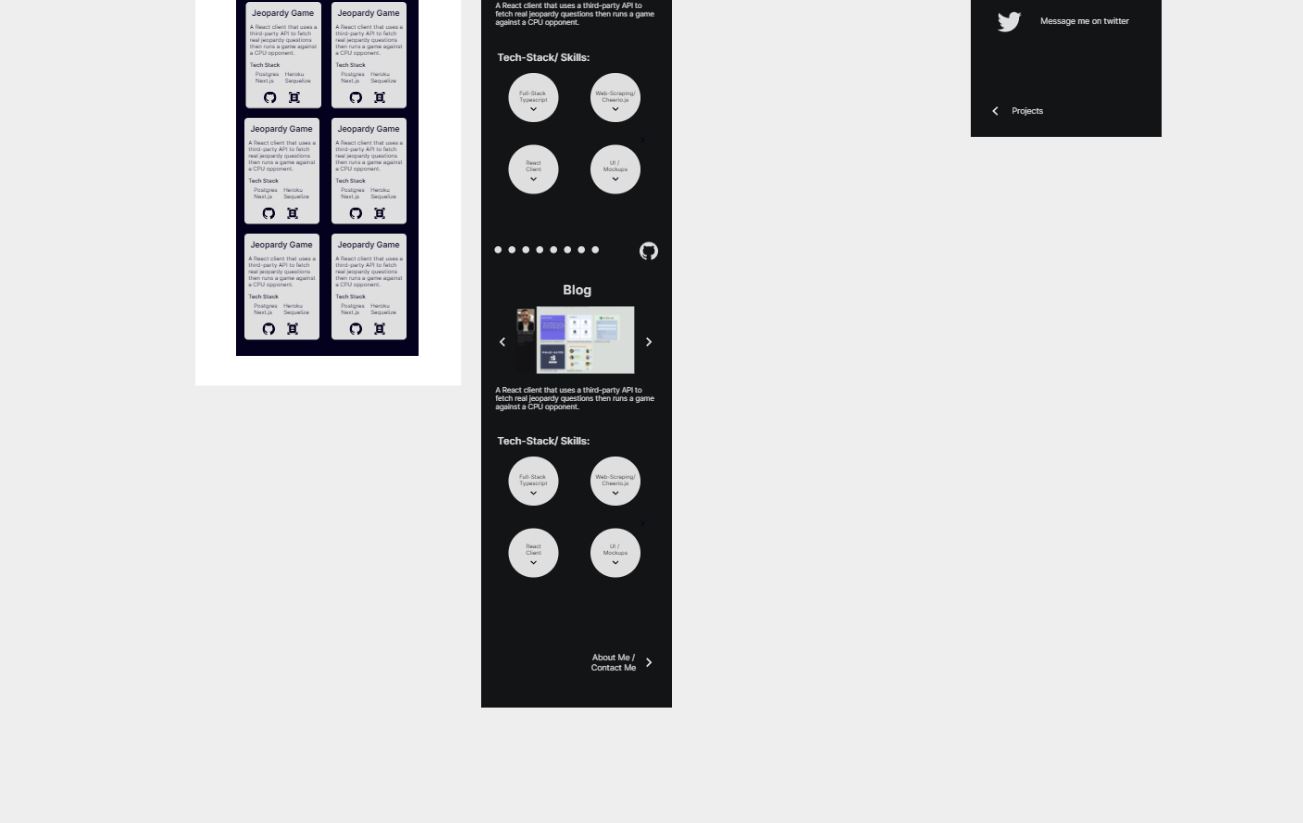 Jeopardy Game
A React client that uses a
third-party API to fetch
real jeopardy questions
then runs a game against
a CPU opponent.
Tech Stack
Postgres Heroku
Next.js Sequelize
Jeopardy Game
A React client that uses a
third-party API to fetch
real jeopardy questions
then runs a game against
a CPU opponent.
Tech Stack
Postgres Heroku
Next.js Sequelize
Jeopardy Game
A React client that uses a
third-party API to fetch
real jeopardy questions
then runs a game against
a CPU opponent.
Tech Stack
Postgres Heroku
Next.js Sequelize
Jeopardy Game
A React client that uses a
third-party API to fetch
real jeopardy questions
then runs a game against
a CPU opponent.
Tech Stack
Postgres Heroku
Next.js Sequelize
Jeopardy Game
A React client that uses a
third-party API to fetch
real jeopardy questions
then runs a game against
a CPU opponent.
Tech Stack
Postgres Heroku
Next.js Sequelize
Jeopardy Game
A React client that uses a
third-party API to fetch
real jeopardy questions
then runs a game against
a CPU opponent.
Tech Stack
Postgres Heroku
Next.js Sequelize
A React client that uses a third-party API to
fetch real jeopardy questions then runs a game
against a CPU opponent.
Tech-Stack/ Skills:
Full-Stack
Typescript
Web-Scraping/
Cheerio.js
React
Client
UI /
Mockups
Blog
A React client that uses a third-party API to
fetch real jeopardy questions then runs a game
against a CPU opponent.
Tech-Stack/ Skills:
Full-Stack
Typescript
Web-Scraping/
Cheerio.js
React
Client
UI /
Mockups
About Me /
Contact Me
Message me on twitter
Projects